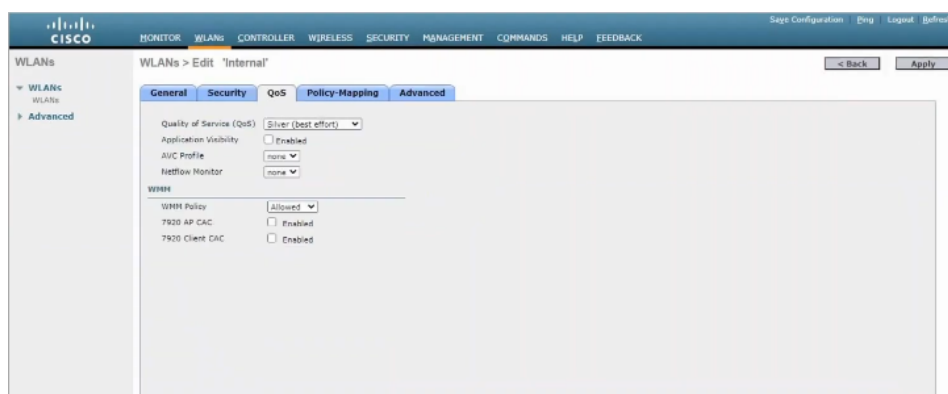 Save Configuration | Ping | Logout | Refres
CISCO
MONITOR WLANs CONTROLLER WIRELESS SECURITY MANAGEMENT COMMANDS HELP FEEDBACK
WLANs
WLANs > Edit 'Internal'
< Back
Apply
WLANs
WLANs
Advanced
General Security QoS Policy-Mapping Advanced
Quality of Service (QoS) Silver (best effort)
Application Visibility Enabled
AVC Profile none
Netflow Monitor none
WMM
WMM Policy Allowed
7920 AP CAC Enabled
7920 Client CAC Enabled